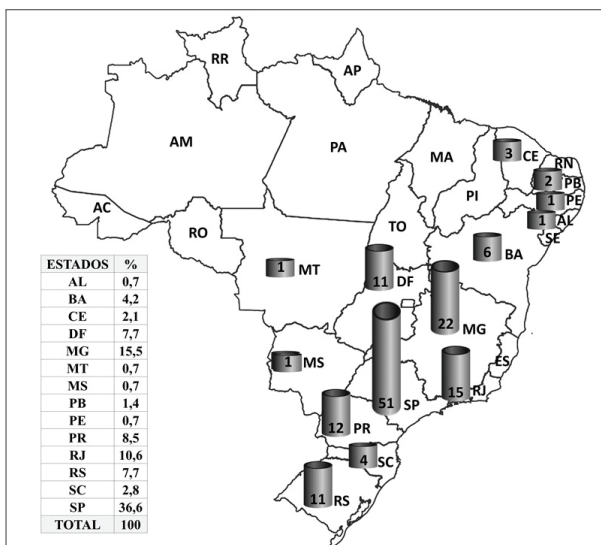 RR
AP
AM
PA
MA
3 CE
RN
2 PB
PI
1 PE
1 AL
SE
AC
TO
RO
6 BA
1 MT
11 DF
22 MG
ES
1 MS
15 RJ
51 SP
12 PR
4 SC
11 RS
ESTADOS %
AL 0,7
BA 4,2
CE 2,1
DF 7,7
MG 15,5
MT 0,7
MS 0,7
PB 1,4
PE 0,7
PR 8,5
RJ 10,6
RS 7,7
SC 2,8
SP 36,6
TOTAL 100